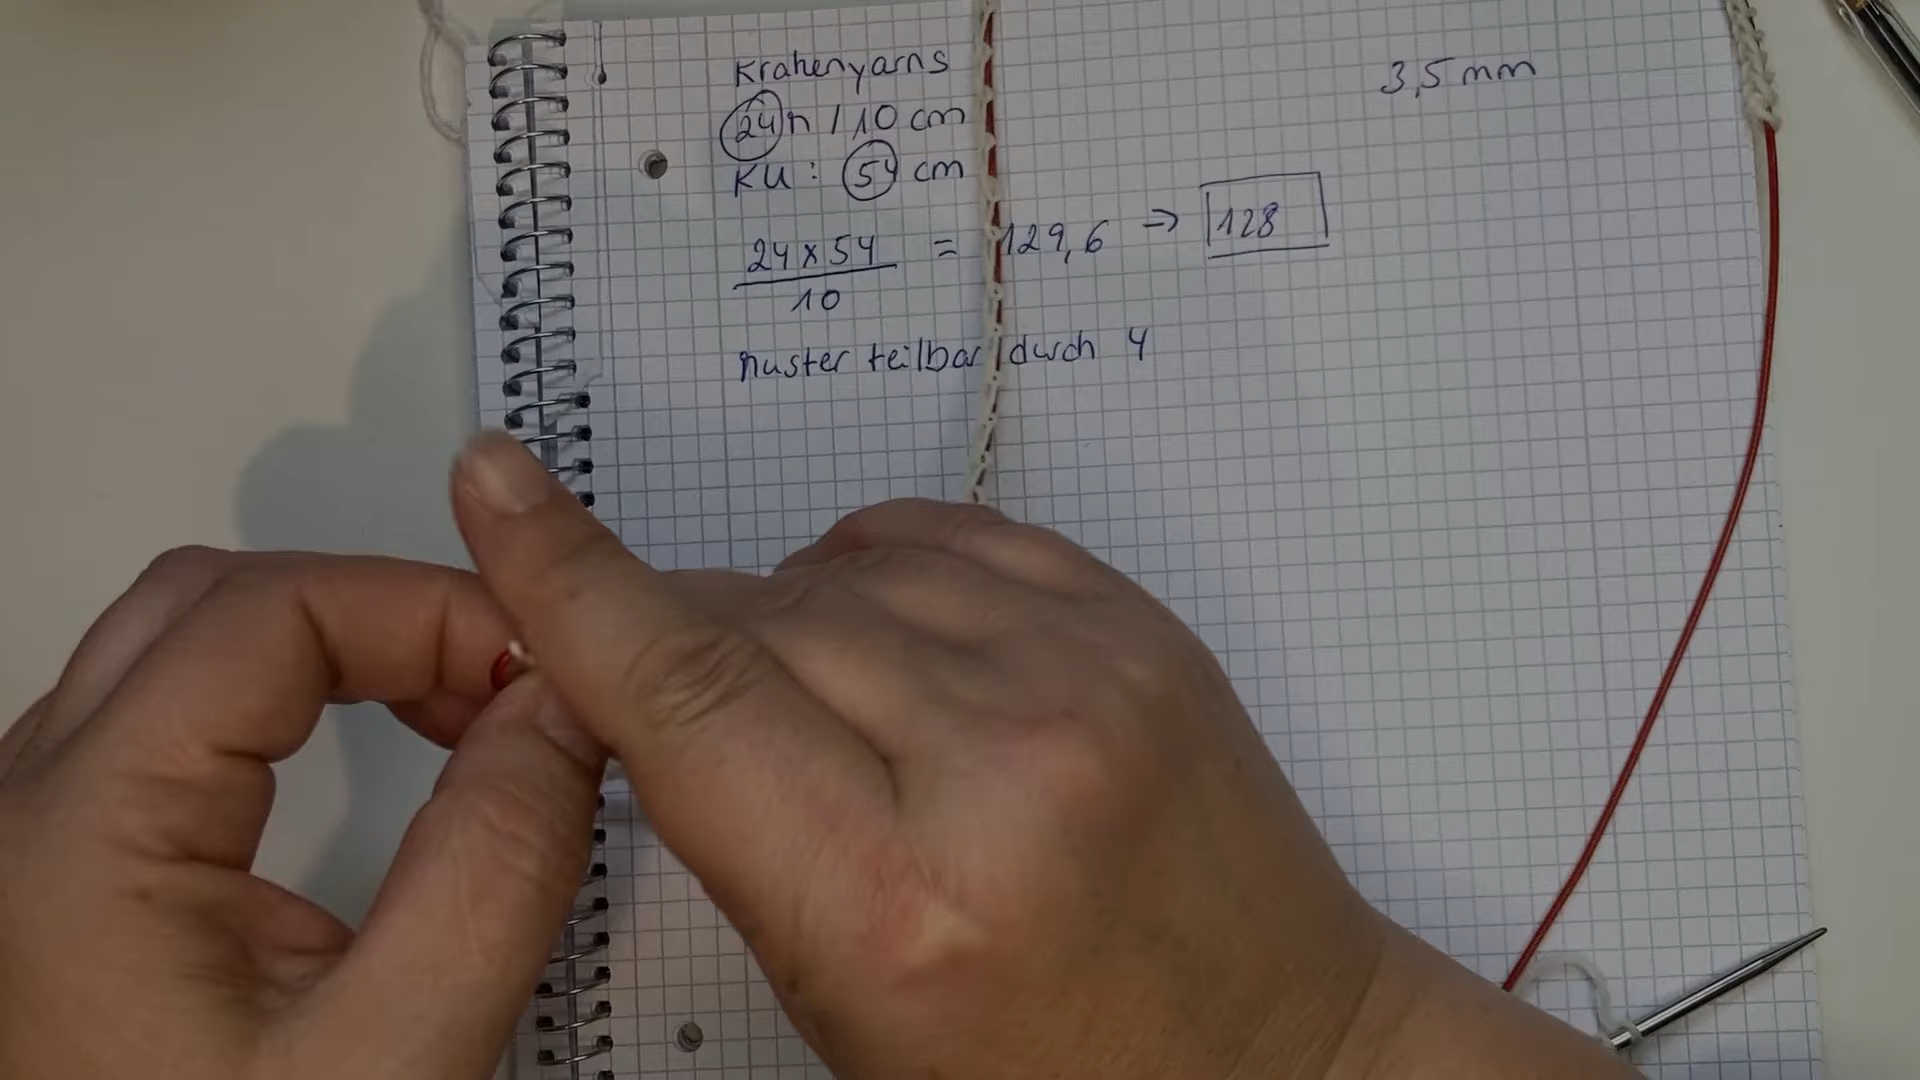 Krahenyarns
3,5 mm
24 n / 10 cm
KU : 54 cm
24 x 54 / 10 = 129,6 => 128
Muster teilbar durch 4